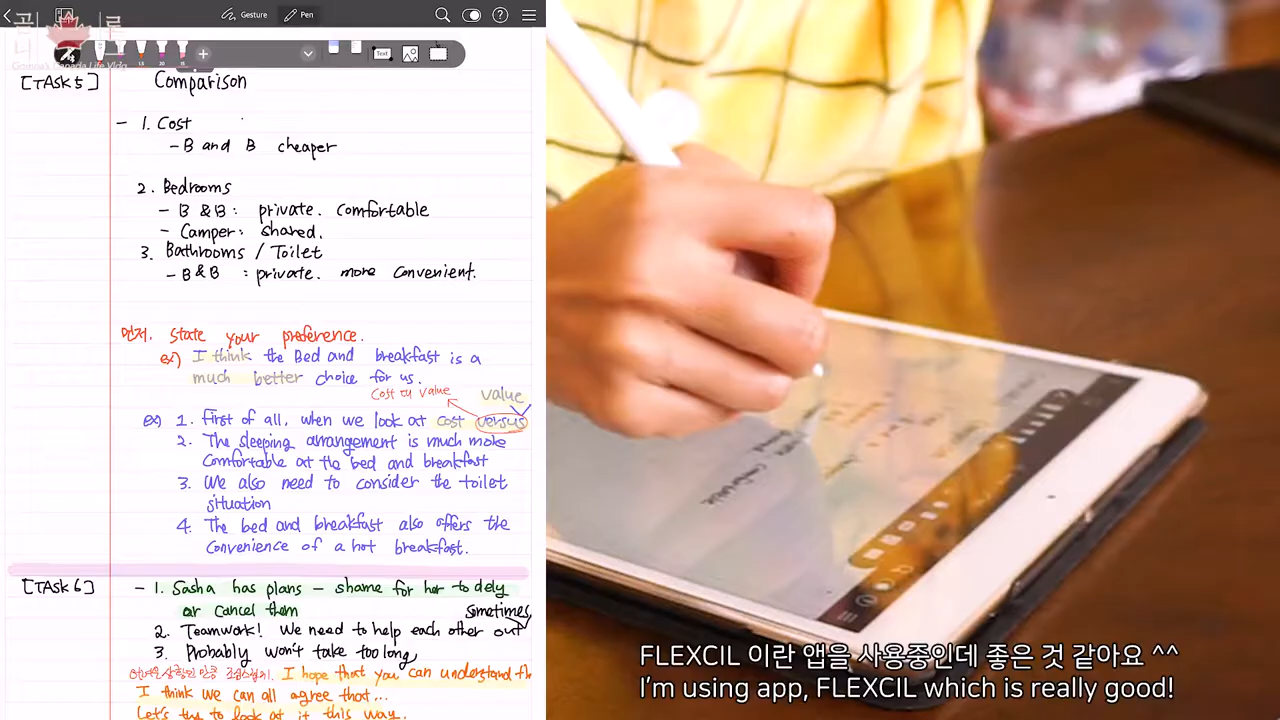 Gesture
Pen
Text
[TASK 5]
Comparison
- 1. Cost
- B and B cheaper
2. Bedrooms
- B & B : private. Comfortable
- Camper : shared.
3. Bathrooms / Toilet
- B & B : private. more convenient.
먼저. state your preference.
ex) I think the Bed and breakfast is a
much better choice for us.
Cost 대 value
value
ex) 1. First of all, when we look at cost versus
2. The sleeping arrangement is much more
Comfortable at the bed and breakfast
3. We also need to consider the toilet
situation
4. The bed and breakfast also offers the
Convenience of a hot breakfast.
[TASK 6]
- 1. Sasha has plans - shame for her to dely
or cancel them
sometimes,
2. Teamwork! We need to help each other out
3. Probably won't take too long,
I hope that you can understand
I think we can all agree that...
Let's try to look at it this way.
FLEXCIL 이란 앱을 사용중인데 좋은 것 같아요 ^^
I'm using app, FLEXCIL which is really good!